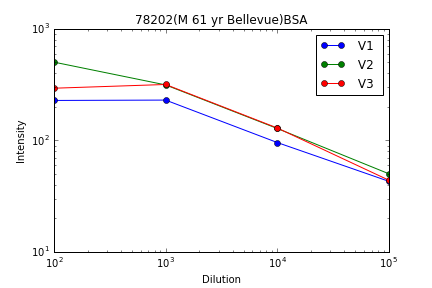 78202(M 61 yr Bellevue)BSA
10³
10²
10¹
Intensity
V1
V2
V3
10² 10³ 10⁴ 10⁵
Dilution